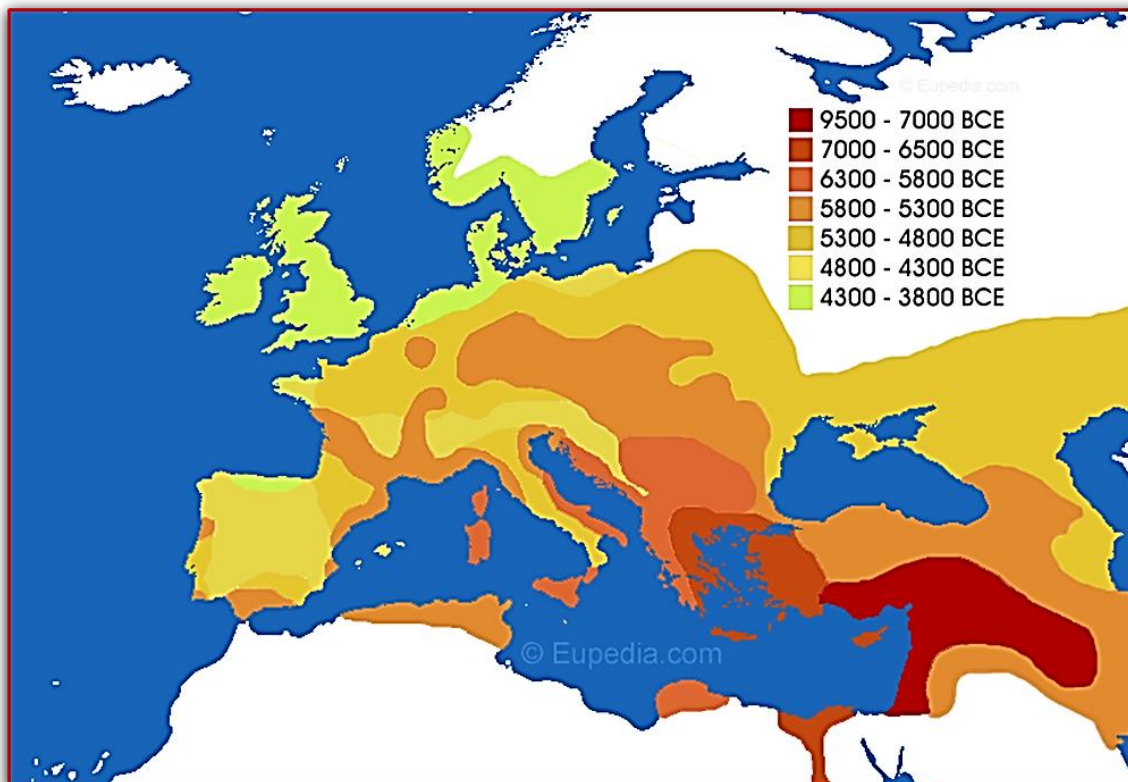 © Eupedia.com
9500 - 7000 BCE
7000 - 6500 BCE
6300 - 5800 BCE
5800 - 5300 BCE
5300 - 4800 BCE
4800 - 4300 BCE
4300 - 3800 BCE
© Eupedia.com